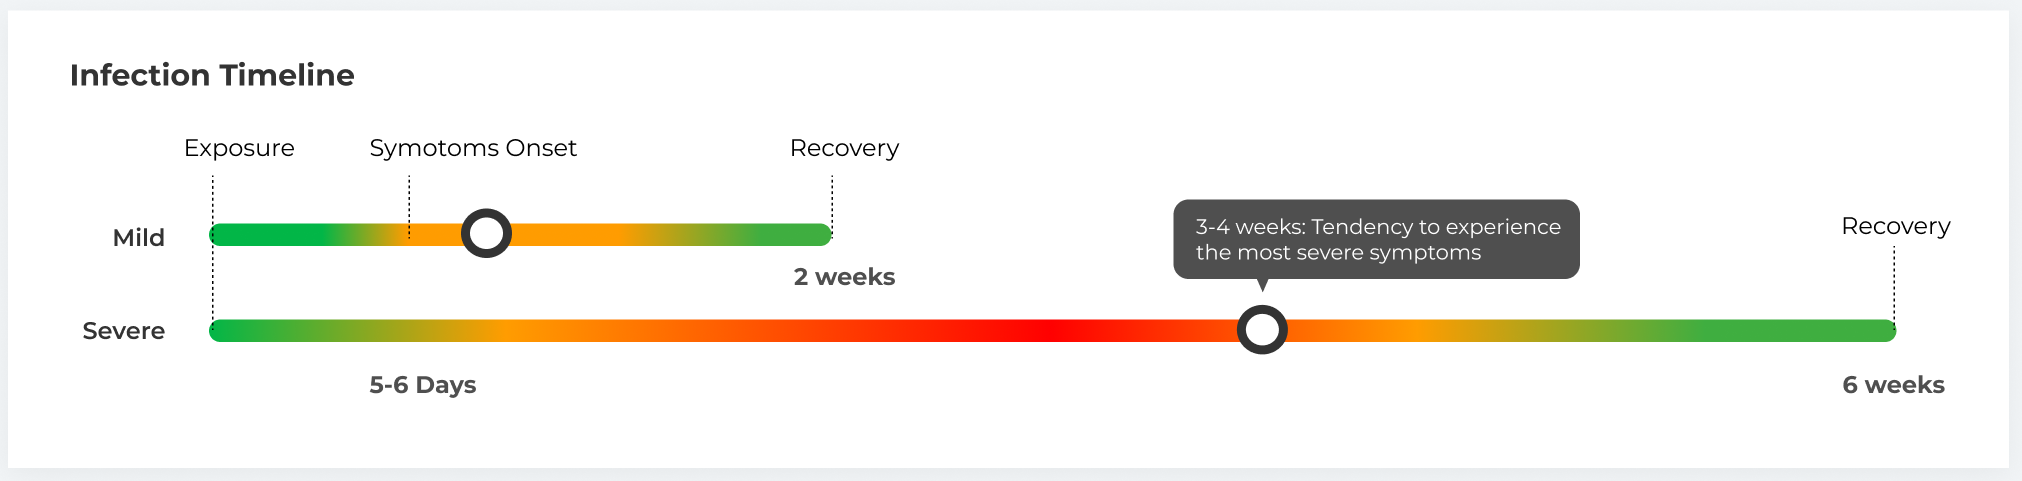 Infection Timeline
Exposure
Symotoms Onset
Recovery
3-4 weeks: Tendency to experience
the most severe symptoms
Recovery
Mild
2 weeks
Severe
5-6 Days
6 weeks